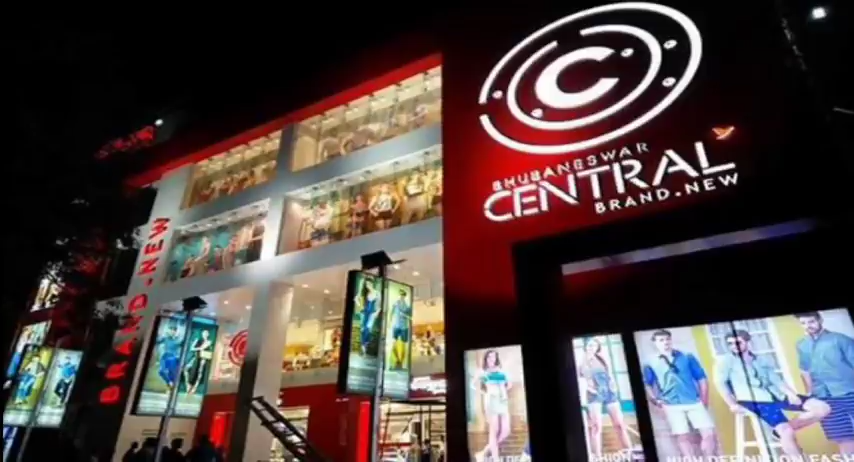 C
BHUBANESWAR
CENTRAL
BRAND.NEW
BRAND.NEW
HIGH DEFINITION FASH